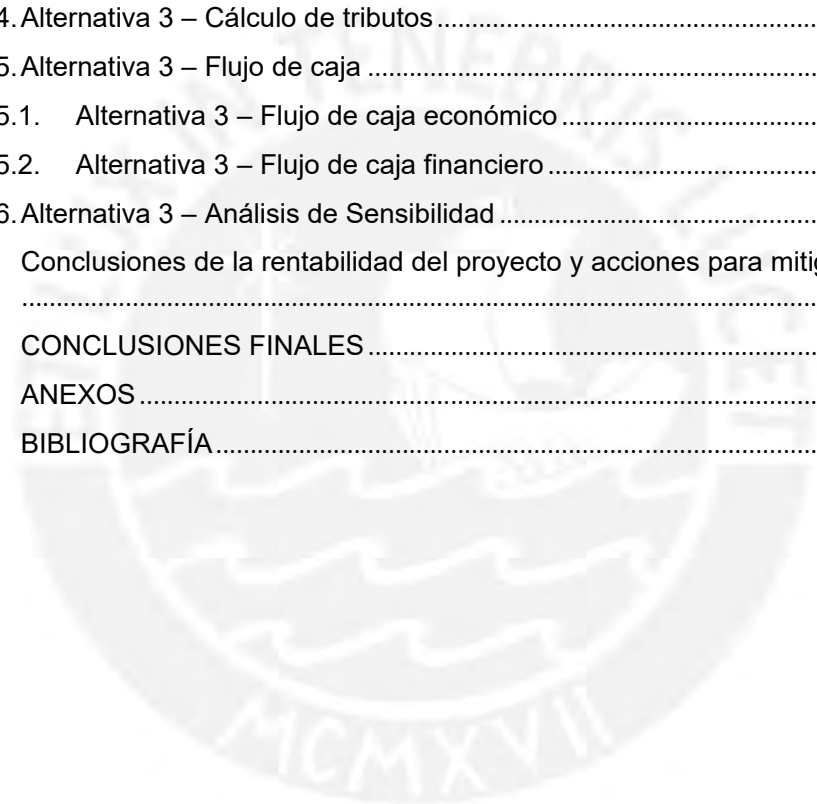 4. Alternativa 3 – Cálculo de tributos
5. Alternativa 3 – Flujo de caja
5.1. Alternativa 3 – Flujo de caja económico
5.2. Alternativa 3 – Flujo de caja financiero
6. Alternativa 3 – Análisis de Sensibilidad
Conclusiones de la rentabilidad del proyecto y acciones para
CONCLUSIONES FINALES
ANEXOS
BIBLIOGRAFÍA
TENEBRIS
MCMXVII